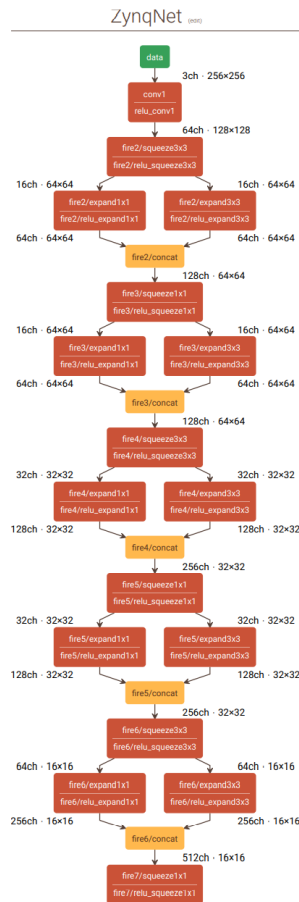 ZynqNet (edit)
data
3ch · 256×256
conv1
relu_conv1
64ch · 128×128
fire2/squeeze3x3
fire2/relu_squeeze3x3
16ch · 64×64 16ch · 64×64
fire2/expand1x1 fire2/expand3x3
fire2/relu_expand1x1 fire2/relu_expand3x3
64ch · 64×64 64ch · 64×64
fire2/concat
128ch · 64×64
fire3/squeeze1x1
fire3/relu_squeeze1x1
16ch · 64×64 16ch · 64×64
fire3/expand1x1 fire3/expand3x3
fire3/relu_expand1x1 fire3/relu_expand3x3
64ch · 64×64 64ch · 64×64
fire3/concat
128ch · 64×64
fire4/squeeze3x3
fire4/relu_squeeze3x3
32ch · 32×32 32ch · 32×32
fire4/expand1x1 fire4/expand3x3
fire4/relu_expand1x1 fire4/relu_expand3x3
128ch · 32×32 128ch · 32×32
fire4/concat
256ch · 32×32
fire5/squeeze1x1
fire5/relu_squeeze1x1
32ch · 32×32 32ch · 32×32
fire5/expand1x1 fire5/expand3x3
fire5/relu_expand1x1 fire5/relu_expand3x3
128ch · 32×32 128ch · 32×32
fire5/concat
256ch · 32×32
fire6/squeeze3x3
fire6/relu_squeeze3x3
64ch · 16×16 64ch · 16×16
fire6/expand1x1 fire6/expand3x3
fire6/relu_expand1x1 fire6/relu_expand3x3
256ch · 16×16 256ch · 16×16
fire6/concat
512ch · 16×16
fire7/squeeze1x1
fire7/relu_squeeze1x1